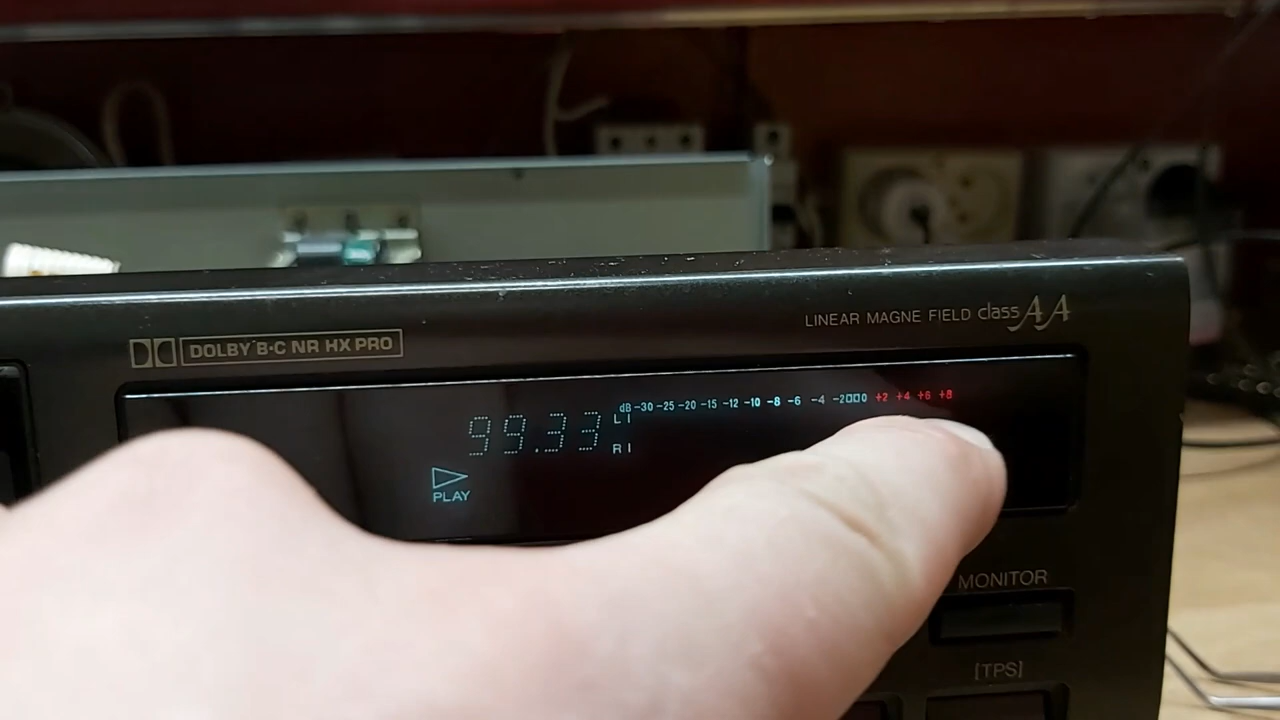 LINEAR MAGNE FIELD class AA
DOLBY B·C NR HX PRO
dB -30 -25 -20 -15 -12 -10 -8 -6 -4 -2 0 +2 +4 +6 +8
99.33
L
R
PLAY
MONITOR
[TPS]